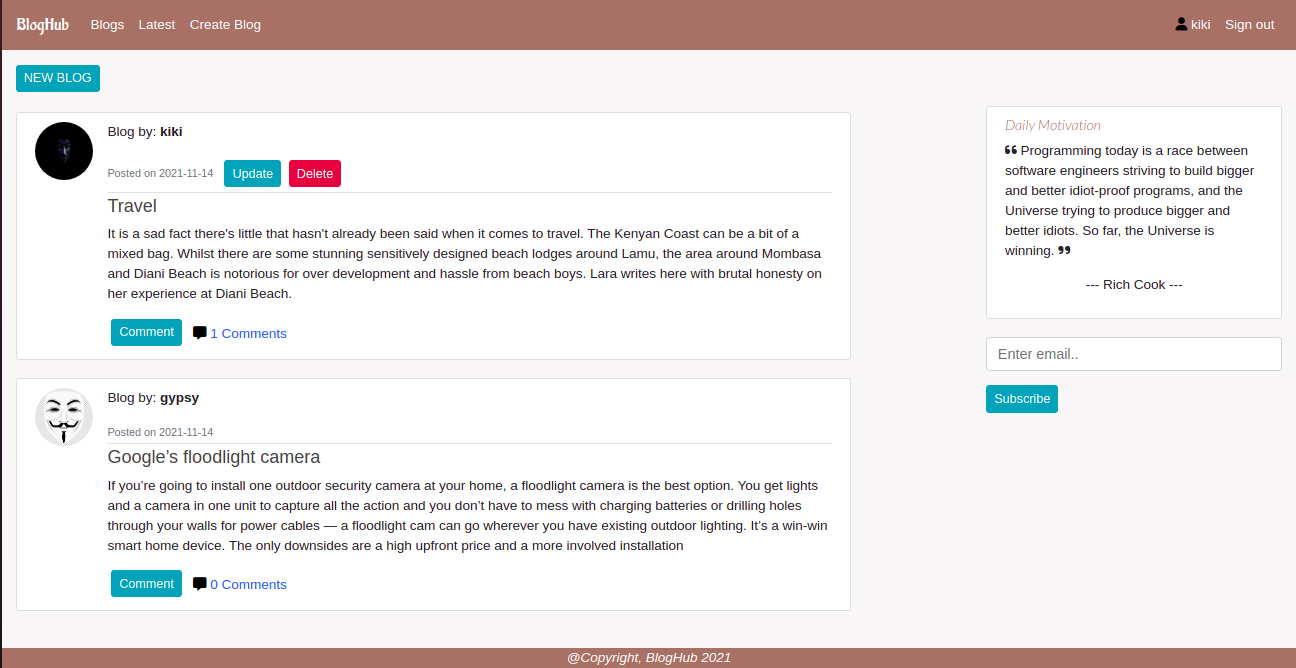 BlogHub Blogs Latest Create Blog kiki Sign out
NEW BLOG
Blog by: kiki
Posted on 2021-11-14 Update Delete
Travel
It is a sad fact there's little that hasn't already been said when it comes to travel. The Kenyan Coast can be a bit of a
mixed bag. Whilst there are some stunning sensitively designed beach lodges around Lamu, the area around Mombasa
and Diani Beach is notorious for over development and hassle from beach boys. Lara writes here with brutal honesty on
her experience at Diani Beach.
Comment 1 Comments
Blog by: gypsy
Posted on 2021-11-14
Google’s floodlight camera
If you’re going to install one outdoor security camera at your home, a floodlight camera is the best option. You get lights
and a camera in one unit to capture all the action and you don’t have to mess with charging batteries or drilling holes
through your walls for power cables — a floodlight cam can go wherever you have existing outdoor lighting. It’s a win-win
smart home device. The only downsides are a high upfront price and a more involved installation
Comment 0 Comments
Daily Motivation
❝ Programming today is a race between
software engineers striving to build bigger
and better idiot-proof programs, and the
Universe trying to produce bigger and
better idiots. So far, the Universe is
winning. ❞
--- Rich Cook ---
Enter email..
Subscribe
@Copyright, BlogHub 2021